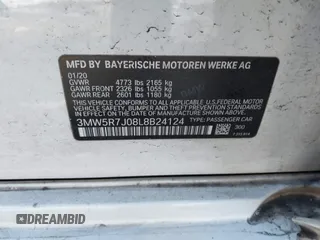 MFD. BY BAYERISCHE MOTOREN WERKE AG
01/20
GVWR 4773 lbs 2165 kg
GAWR FRONT 2326 lbs 1055 kg
GAWR REAR 2601 lbs 1180 kg
THIS VEHICLE CONFORMS TO ALL APPLICABLE FEDERAL MOTOR VEHICLE SAFETY, BUMPER, AND THEFT PREVENTION STANDARDS IN EFFECT ON THE DATE OF MANUFACTURE SHOWN ABOVE.
3MW5R7J08L8B24124
TYPE: PASSENGER CAR
300
DREAMBID